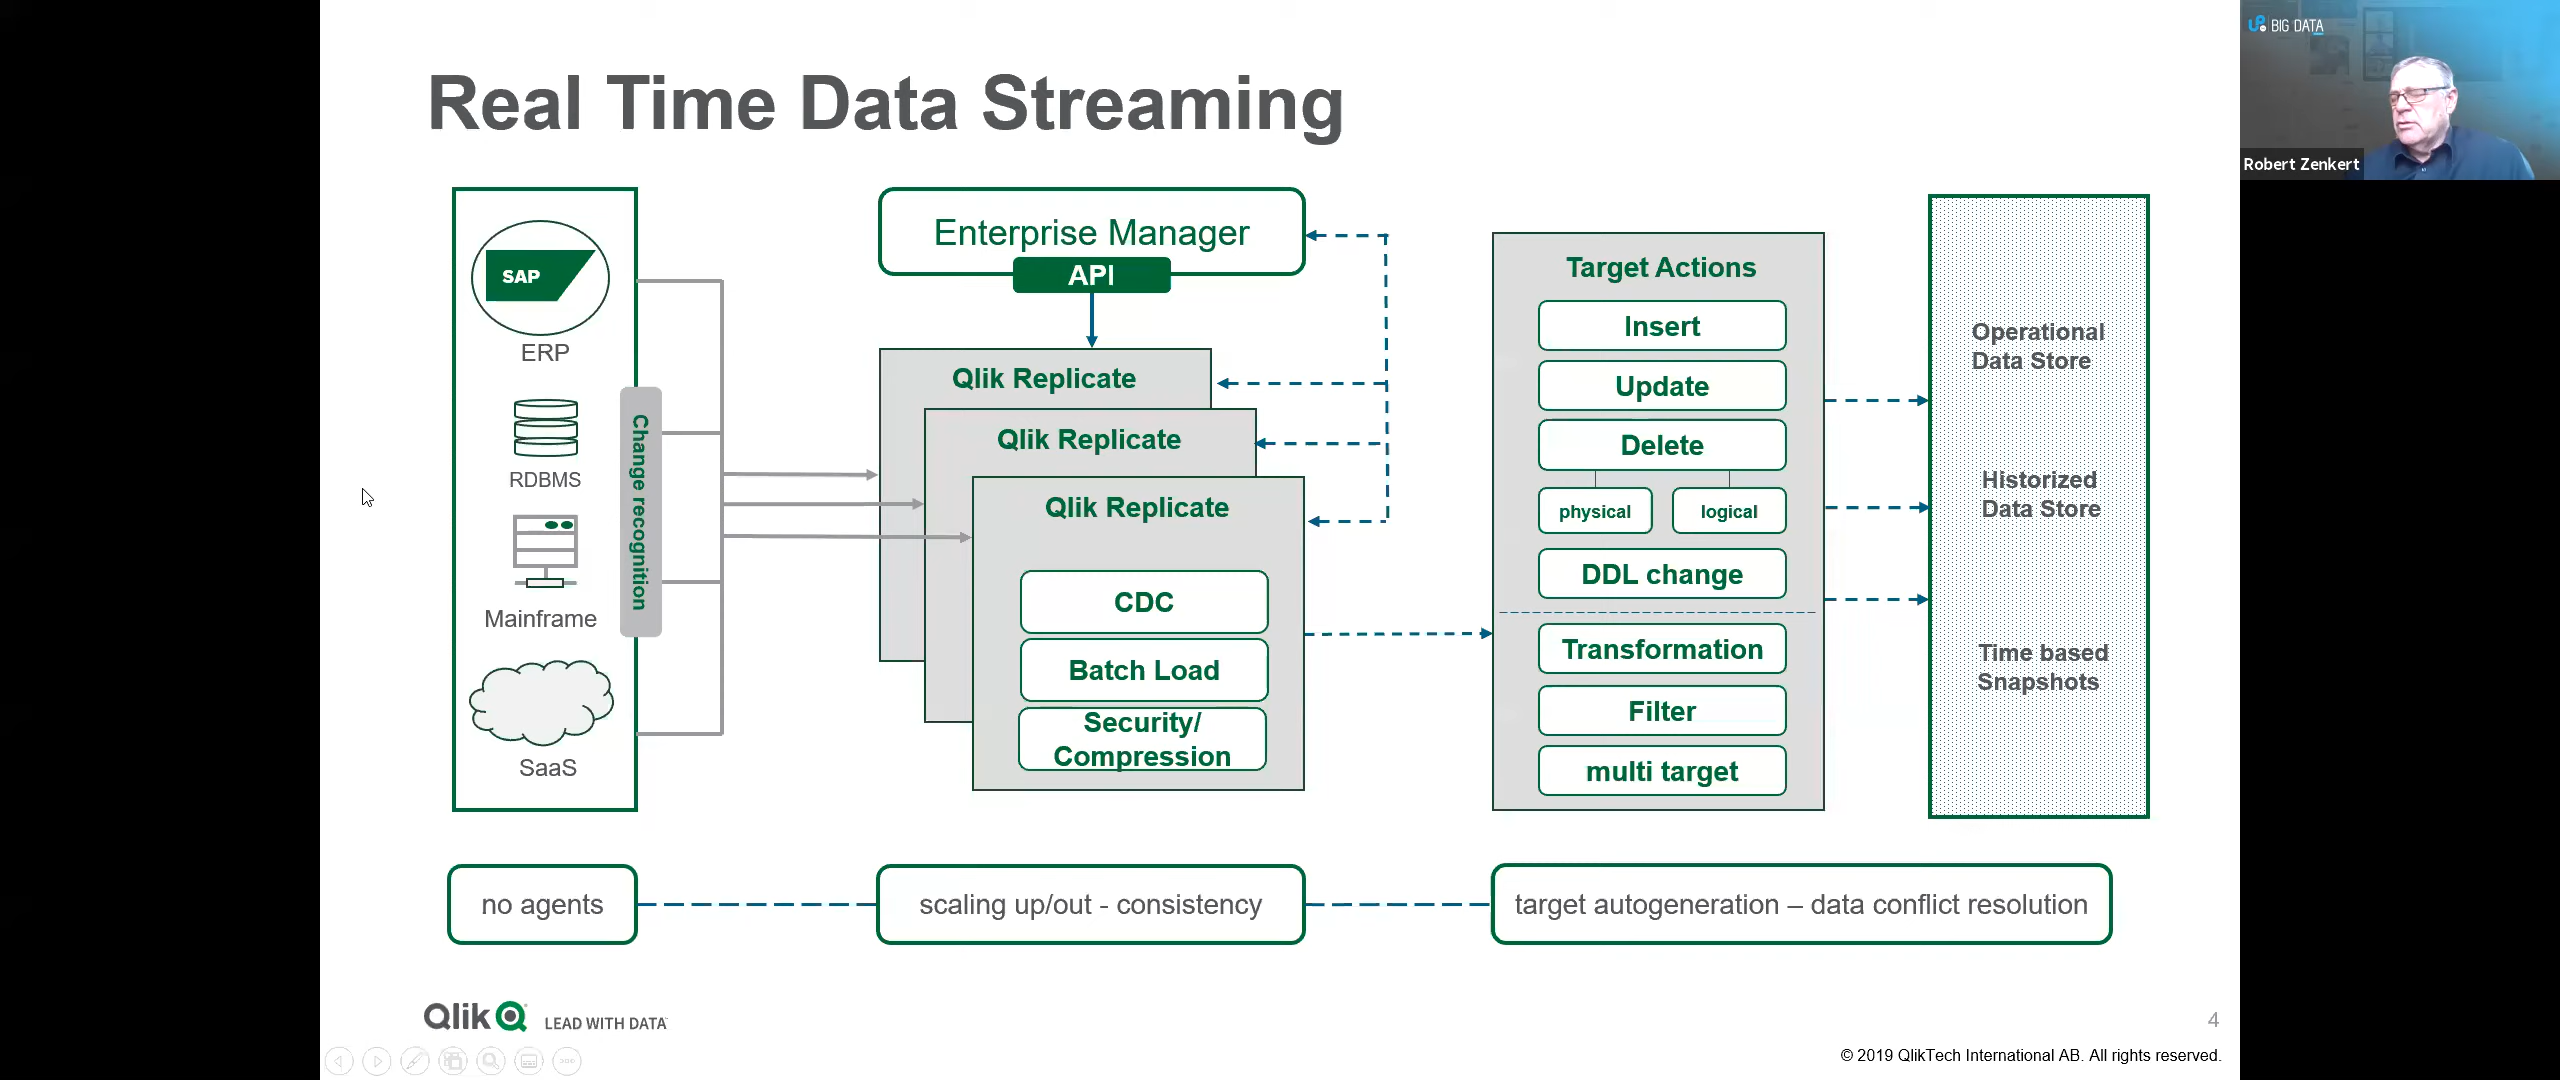 Real Time Data Streaming
BIG DATA
Robert Zenkert
SAP
ERP
RDBMS
Mainframe
SaaS
Change recognition
Enterprise Manager
API
Qlik Replicate
Qlik Replicate
Qlik Replicate
CDC
Batch Load
Security/
Compression
Target Actions
Insert
Update
Delete
physical
logical
DDL change
Transformation
Filter
multi target
Operational
Data Store
Historized
Data Store
Time based
Snapshots
no agents
scaling up/out - consistency
target autogeneration – data conflict resolution
Qlik
LEAD WITH DATA
4
© 2019 QlikTech International AB. All rights reserved.